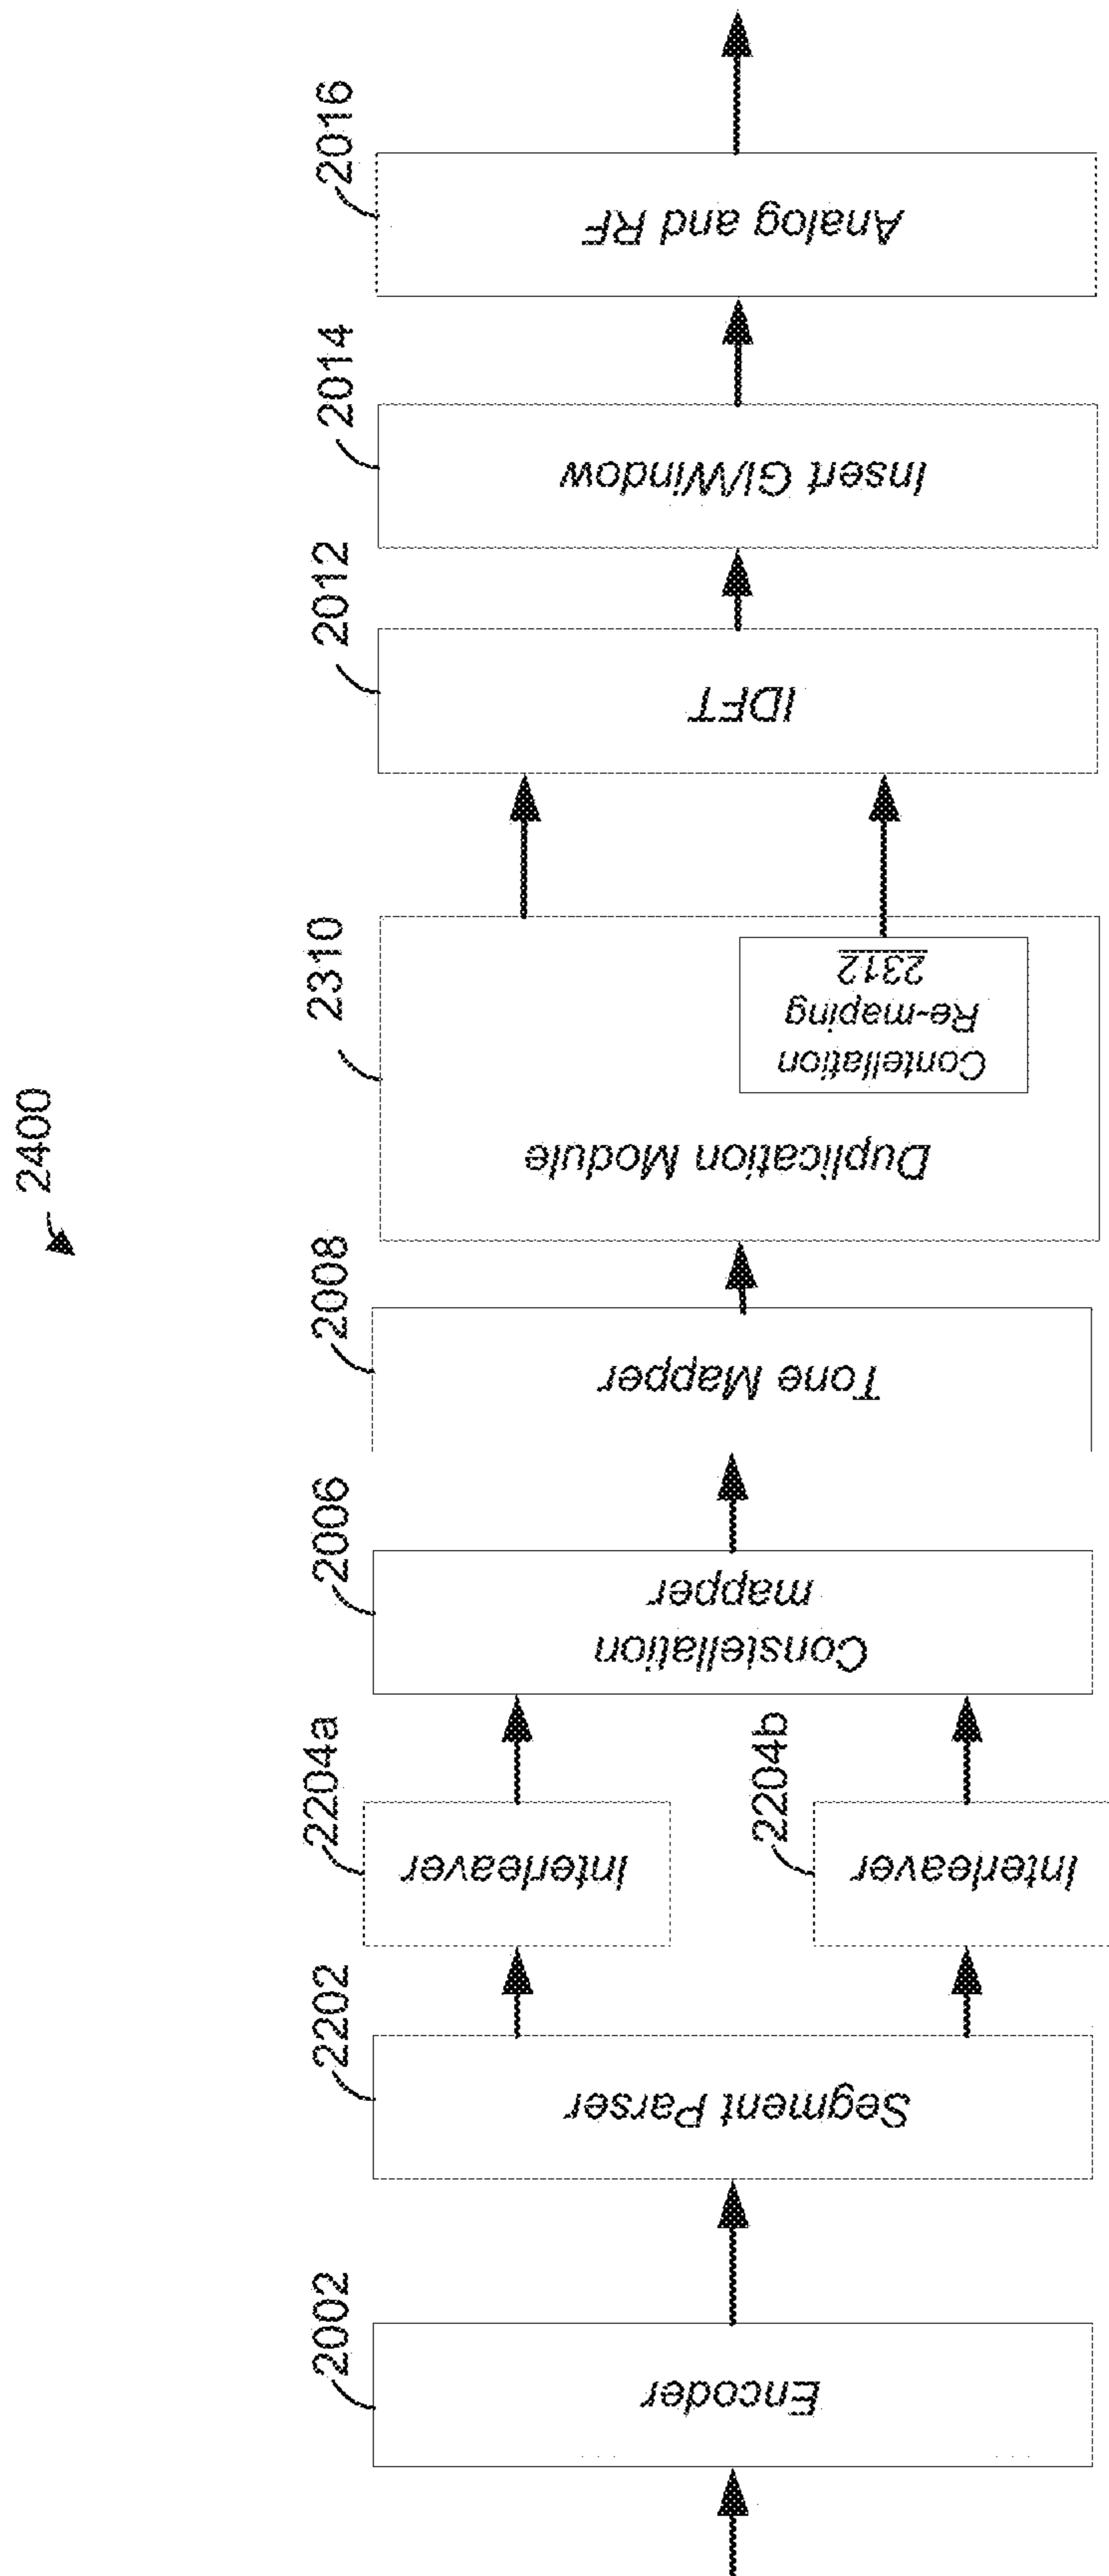 2400
2002
Encoder
2202
Segment Parser
2204a
Interleaver
2204b
Interleaver
2006
Constellation
mapper
2008
Tone Mapper
2310
Duplication Module
Contellation
Re-maping
2312
2012
IDFT
2014
Insert GI/Window
2016
Analog and RF